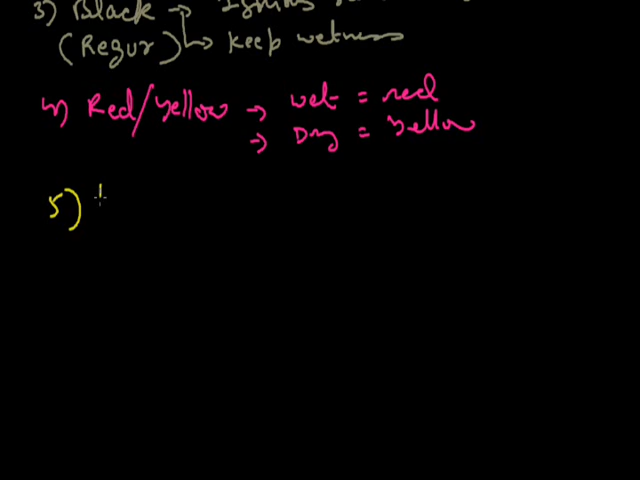 3) Black →
(Regur) ↳ keep wetness
4) Red/yellow → wet = red
→ Dry = yellow
5)